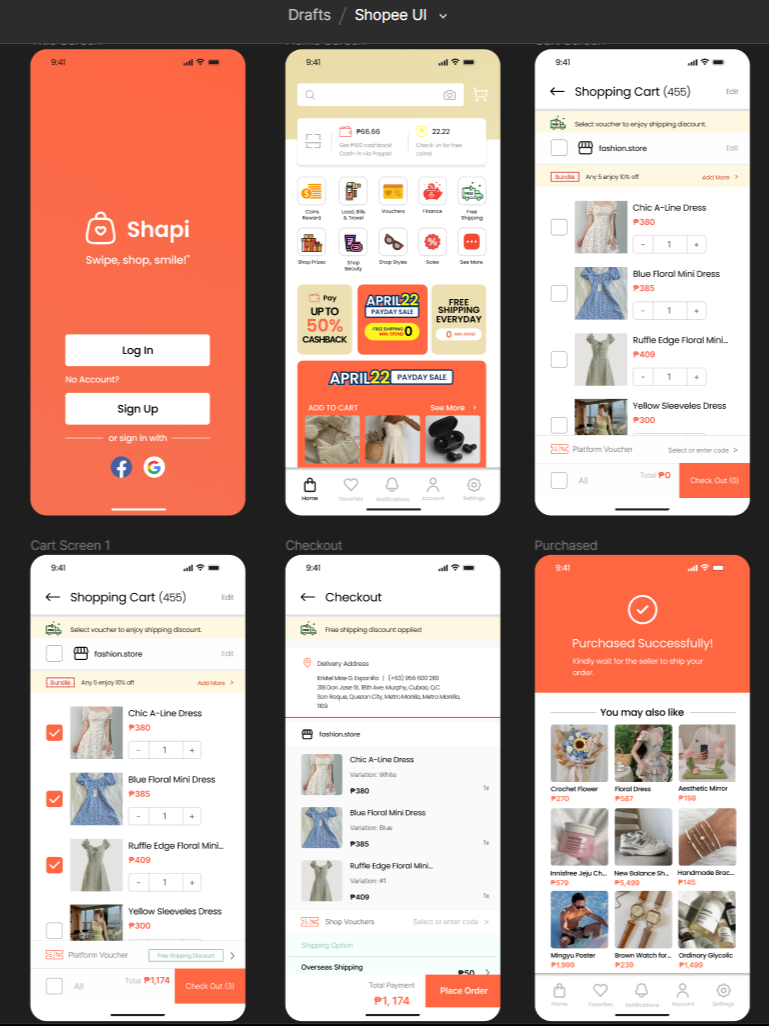 Drafts / Shopee UI
Home Screen
Cart Screen
9:41
Shapi
Swipe, shop, smile!"
Log In
No Account?
Sign Up
or sign in with
9:41
₱66.66
Get ₱100 cashback!
Cash-in via Paypal
22.22
Check-in for free
coins!
Coins
Reward
Load, Bills
& Travel
Vouchers
Finance
Free
Shipping
Shop Prizes
Shop
Beauty
Shop Styles
Sales
See More
Pay
UP TO
50%
CASHBACK
APRIL22
PAYDAY SALE
FREE SHIPPING
MIN. SPEND
0
FREE
SHIPPING
EVERYDAY
0 MIN. SPEND
APRIL22 PAYDAY SALE
ADD TO CART
See More >
Home
Favorites
Notifications
Account
Settings
9:41
Shopping Cart (455)
Edit
Select voucher to enjoy shipping discount.
fashion.store
Edit
Bundle
Any 5 enjoy 10% off
Add More >
Chic A-Line Dress
₱380
- 1 +
Blue Floral Mini Dress
₱385
- 1 +
Ruffle Edge Floral Mini...
₱409
- 1 +
Yellow Sleeveles Dress
₱300
Platform Voucher
Select or enter code >
All
Total ₱0
Check Out (0)
Cart Screen 1
9:41
Shopping Cart (455)
Edit
Select voucher to enjoy shipping discount.
fashion.store
Edit
Bundle
Any 5 enjoy 10% off
Add More >
Chic A-Line Dress
₱380
- 1 +
Blue Floral Mini Dress
₱385
- 1 +
Ruffle Edge Floral Mini...
₱409
- 1 +
Yellow Sleeveles Dress
₱300
Platform Voucher
Free Shipping Discount >
All
Total ₱1,174
Check Out (3)
Checkout
9:41
Checkout
Free shipping discount applied
Delivery Address
Kristel Mae G. Espanillo | (+63) 956 600 2161
31B Don Jose St. 18th Ave. Murphy, Cubao, Q.C
San Roque, Quezon City, Metro Manila, Metro Manilla,
1109
fashion.store
Chic A-Line Dress
Variation: White
₱380
1x
Blue Floral Mini Dress
Variation: Blue
₱385
1x
Ruffle Edge Floral Mini...
Variation: #1
₱409
1x
Shop Vouchers
Select or enter code >
Shipping Option
Overseas Shipping
₱50 >
Total Payment
₱1, 174
Place Order
Purchased
9:41
Purchased Successfully!
Kindly wait for the seller to ship your
order.
You may also like
Crochet Flower
₱270
Floral Dress
₱587
Aesthetic Mirror
₱198
Innisfree Jeju Ch...
₱579
New Balance Sh...
₱5,499
Handmade Brac...
₱145
Mingyu Poster
₱1,999
Brown Watch for...
₱239
Ordinary Glycolic
₱1,499
Home
Favorites
Notifications
Account
Settings